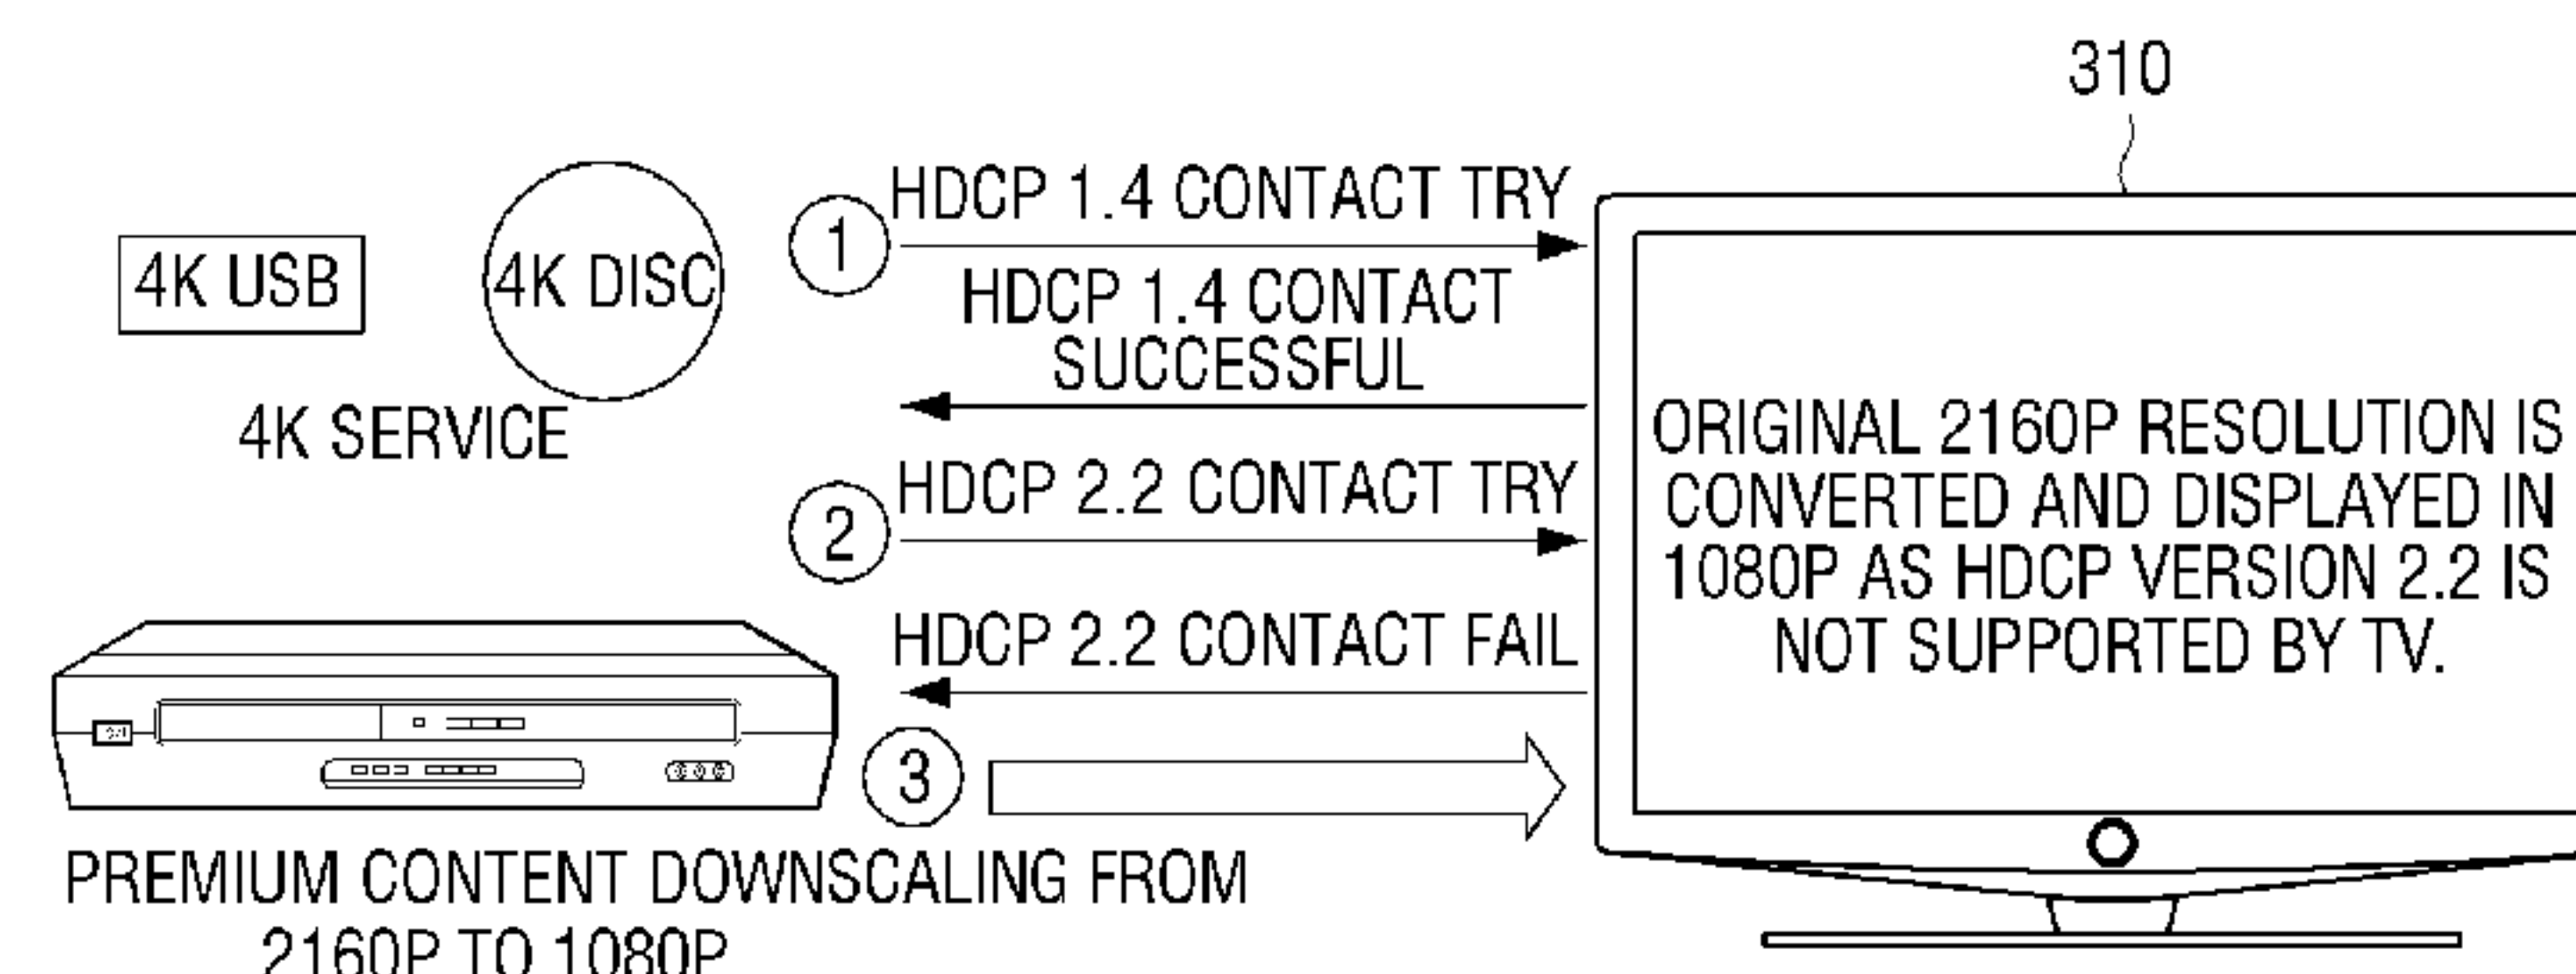 310
4K USB
4K DISC
4K SERVICE
1
HDCP 1.4 CONTACT TRY
HDCP 1.4 CONTACT
SUCCESSFUL
2
HDCP 2.2 CONTACT TRY
HDCP 2.2 CONTACT FAIL
3
PREMIUM CONTENT DOWNSCALING FROM
2160P TO 1080P
ORIGINAL 2160P RESOLUTION IS
CONVERTED AND DISPLAYED IN
1080P AS HDCP VERSION 2.2 IS
NOT SUPPORTED BY TV.